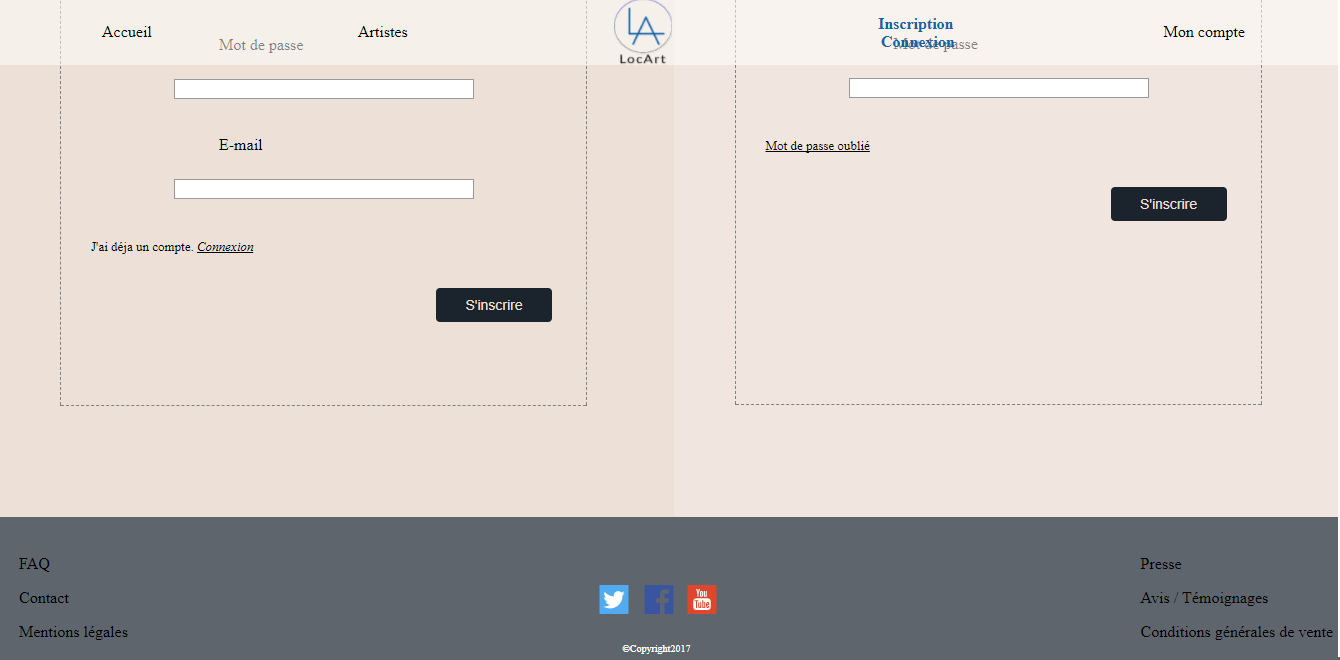 Accueil
Artistes
LA
LocArt
Inscription
Connexion
Mon compte
Mot de passe
Mot de passe
E-mail
J'ai déja un compte. Connexion
S'inscrire
Mot de passe oublié
S'inscrire
FAQ
Contact
Mentions légales
You
Tube
©Copyright2017
Presse
Avis / Témoignages
Conditions générales de vente